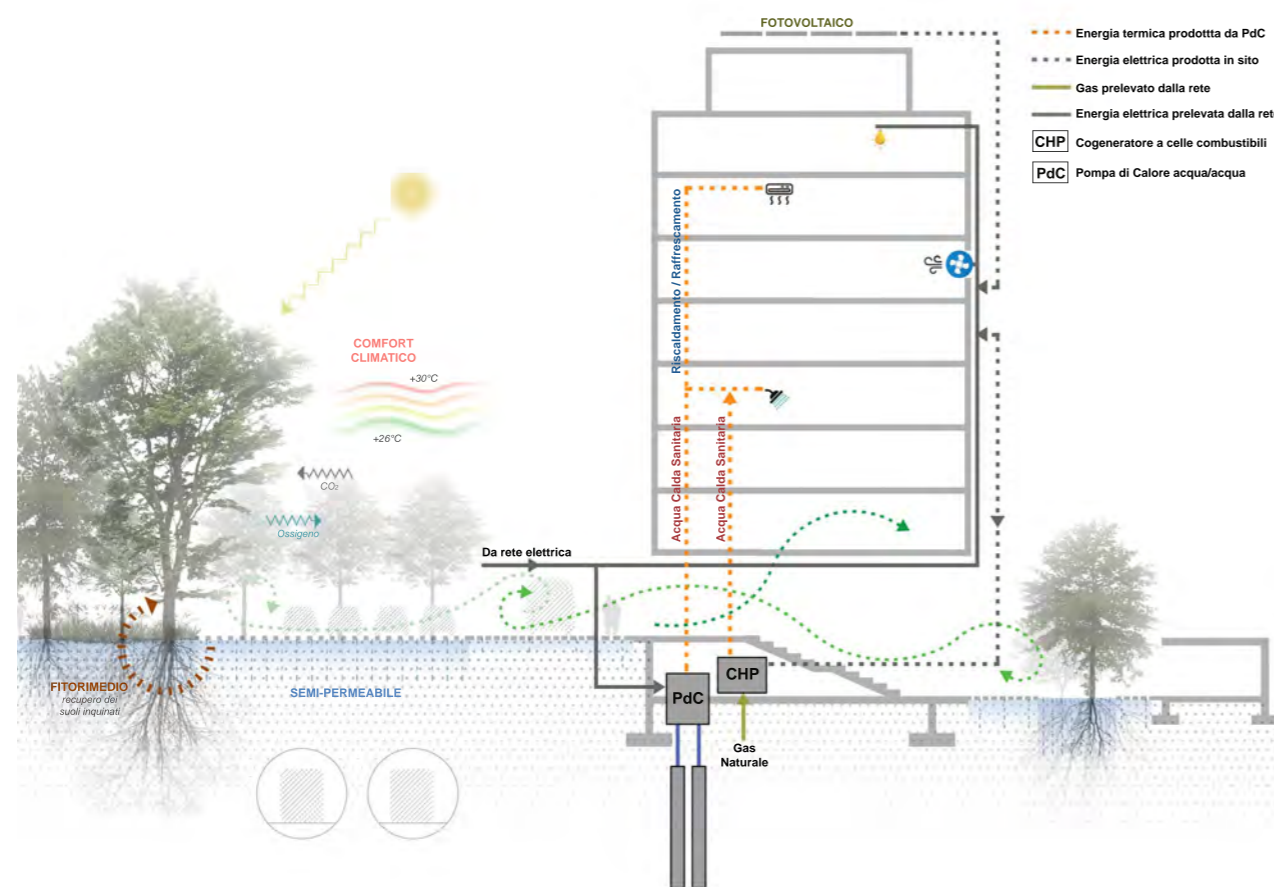 FOTOVOLTAICO
Energia termica prodottta da PdC
Energia elettrica prodotta in sito
Gas prelevato dalla rete
Energia elettrica prelevata dalla rete
CHP Cogeneratore a celle combustibili
PdC Pompa di Calore acqua/acqua
Riscaldamento / Raffrescamento
COMFORT
CLIMATICO
+30°C
+26°C
CO₂
Ossigeno
Acqua Calda Sanitaria
Acqua Calda Sanitaria
Da rete elettrica
FITORIMEDIO
recupero dei
suoli inquinati
SEMI-PERMEABILE
PdC
CHP
Gas
Naturale